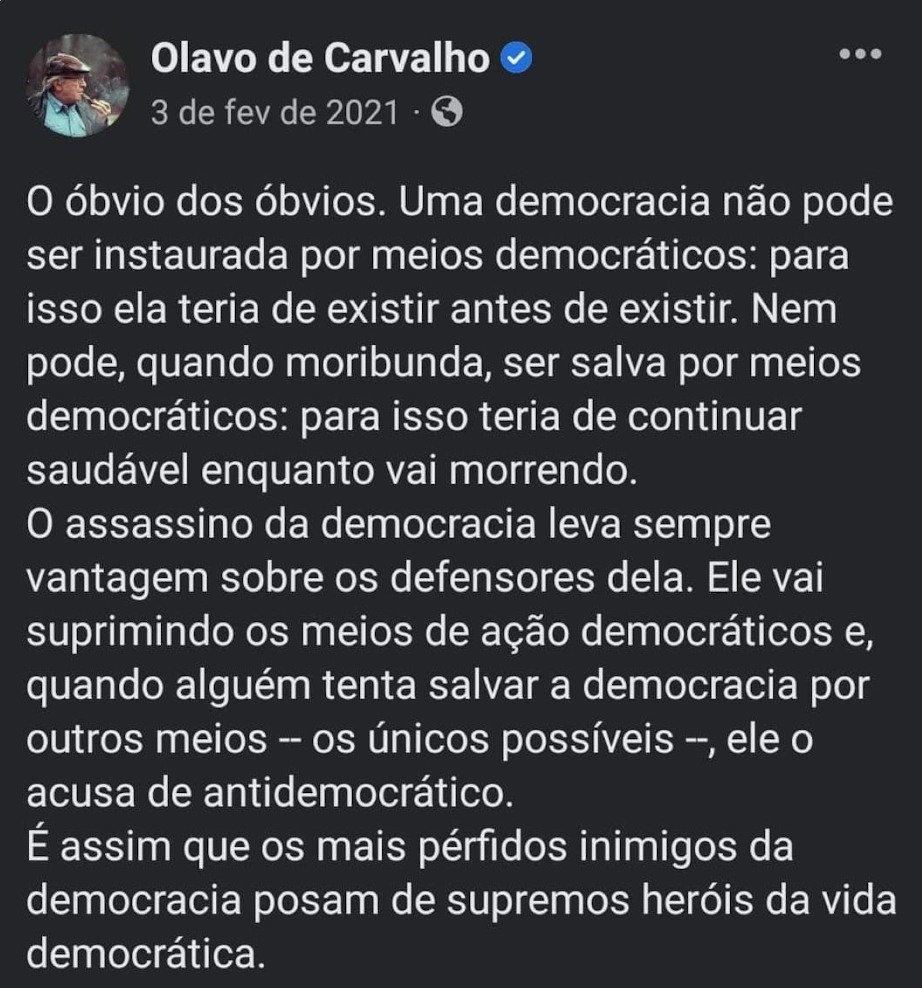 Olavo de Carvalho
3 de fev de 2021 ·
O óbvio dos óbvios. Uma democracia não pode
ser instaurada por meios democráticos: para
isso ela teria de existir antes de existir. Nem
pode, quando moribunda, ser salva por meios
democráticos: para isso teria de continuar
saudável enquanto vai morrendo.
O assassino da democracia leva sempre
vantagem sobre os defensores dela. Ele vai
suprimindo os meios de ação democráticos e,
quando alguém tenta salvar a democracia por
outros meios -- os únicos possíveis --, ele o
acusa de antidemocrático.
É assim que os mais pérfidos inimigos da
democracia posam de supremos heróis da vida
democrática.